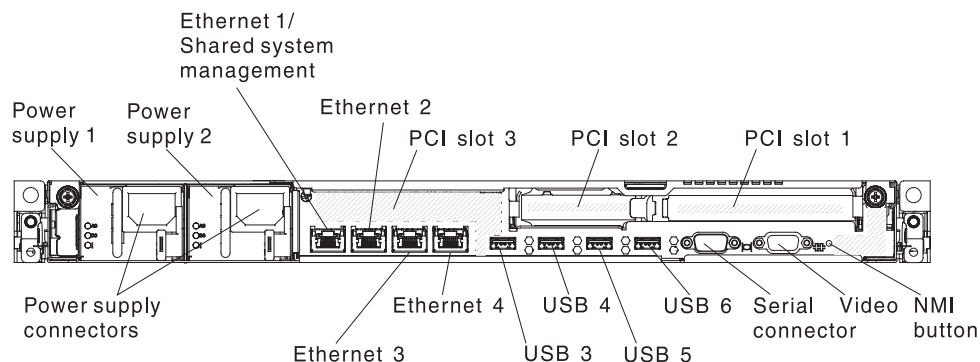 Ethernet 1/
Shared system
management
Ethernet 2
Power
supply 1
Power
supply 2
PCI slot 3
PCI slot 2
PCI slot 1
Power supply
connectors
Ethernet 3
Ethernet 4
USB 3
USB 4
USB 5
USB 6
Serial
connector
Video
NMI
button